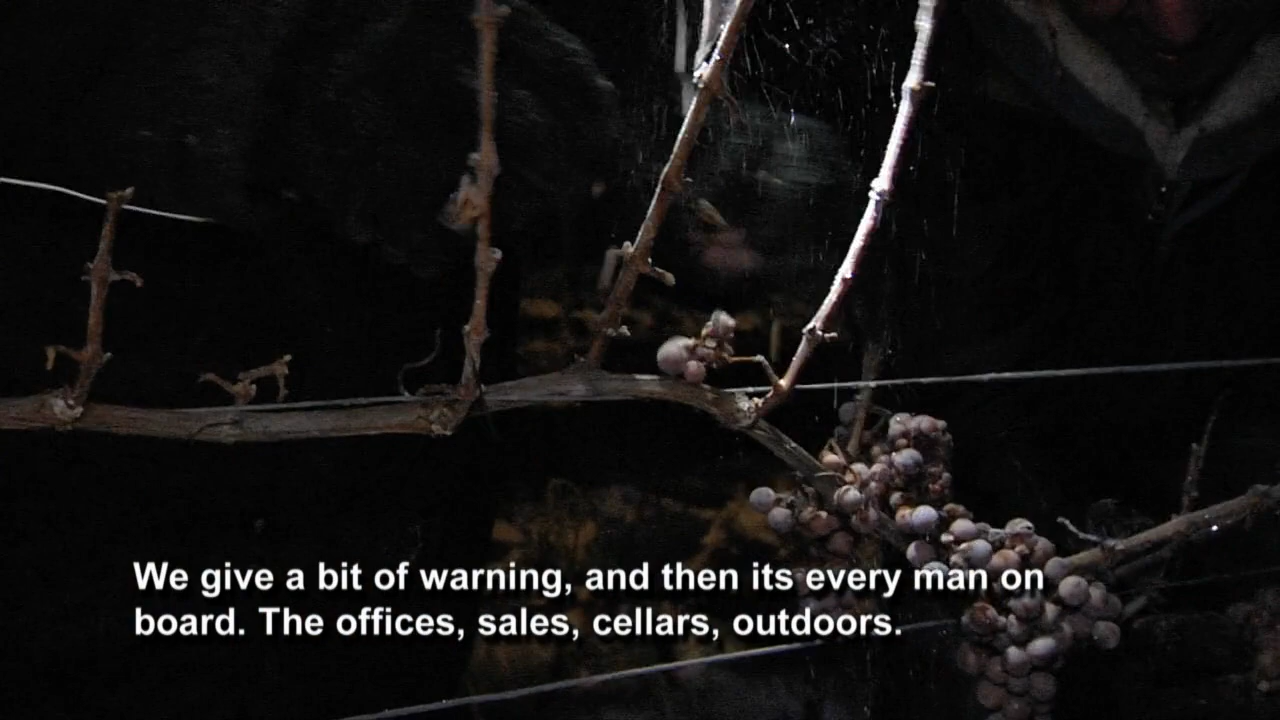 We give a bit of warning, and then its every man on
board. The offices, sales, cellars, outdoors.